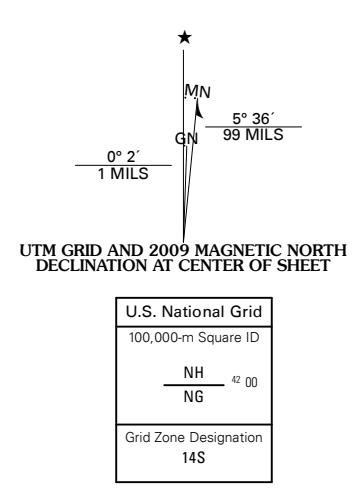 ★
MN
5° 36´
99 MILS
GN
0° 2´
1 MILS
UTM GRID AND 2009 MAGNETIC NORTH
DECLINATION AT CENTER OF SHEET
U.S. National Grid
100,000-m Square ID
NH
42 00
NG
Grid Zone Designation
14S